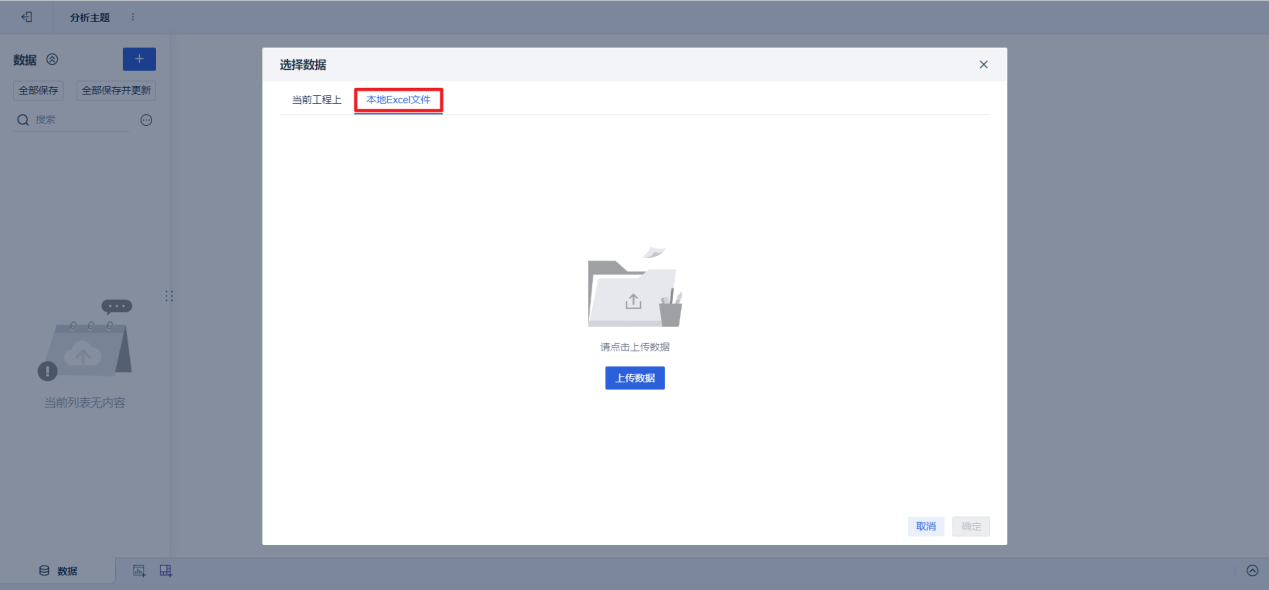 分析主题
数据
全部保存 全部保存并更新
搜索
当前列表无内容
选择数据
当前工程上 本地Excel文件
请点击上传数据
上传数据
取消 确定
数据